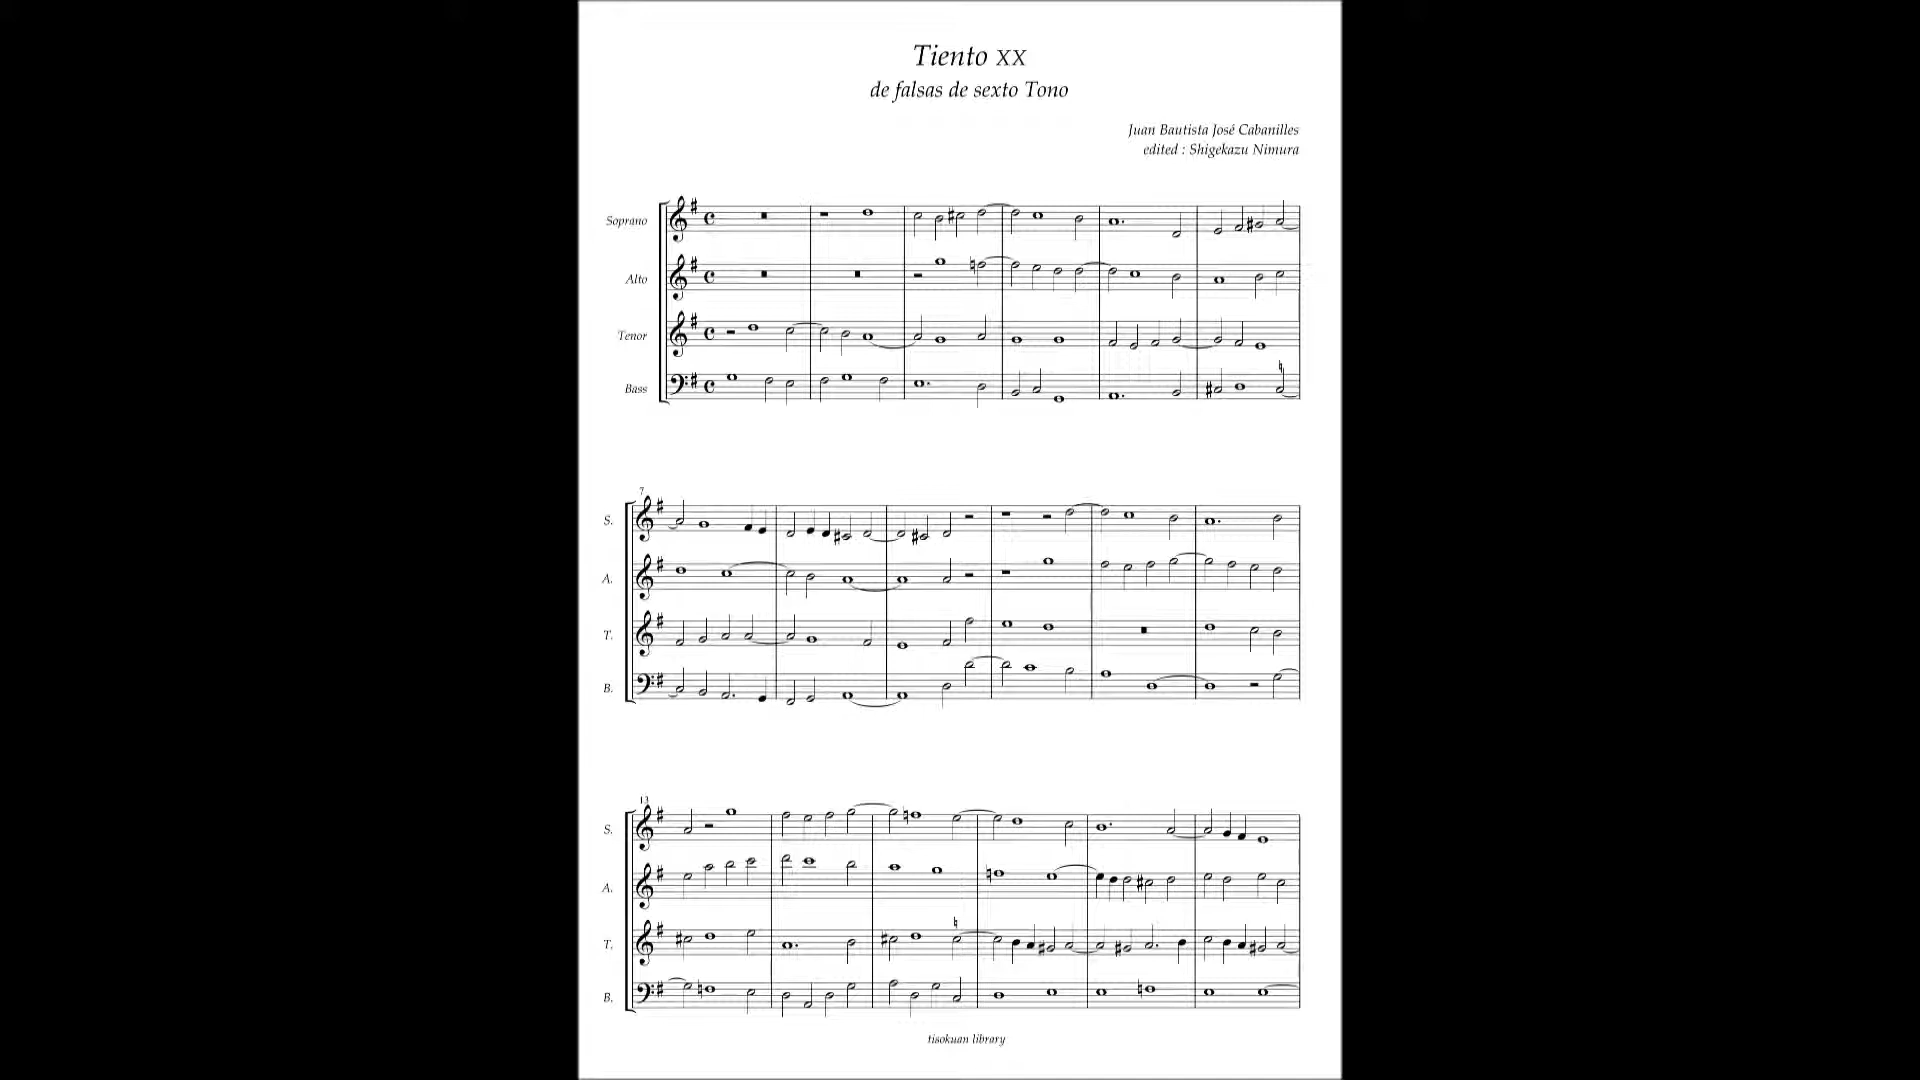 Tiento XX
de falsas de sexto Tono
Juan Bautista José Cabanilles
edited : Shigekazu Nimura
Soprano
Alto
Tenor
Bass
7
S.
A.
T.
B.
13
S.
A.
T.
B.
tisokuan library